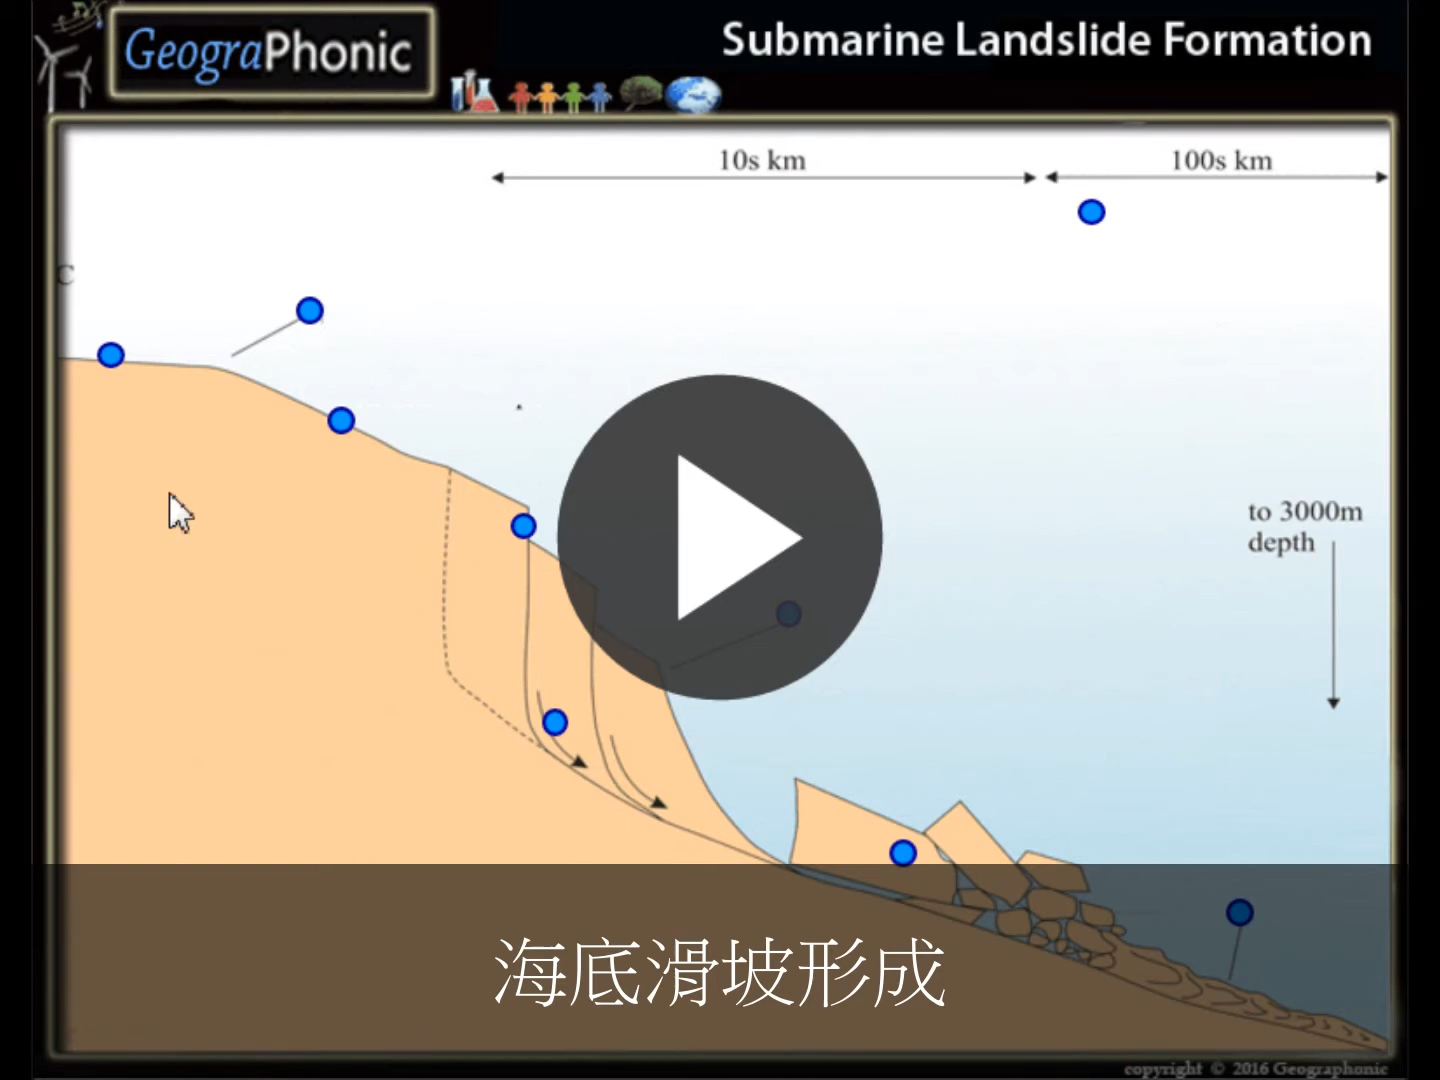 GeograPhonic
Submarine Landslide Formation
10s km
100s km
C
to 3000m
depth
海底滑坡形成
copyright © 2016 Geographonic